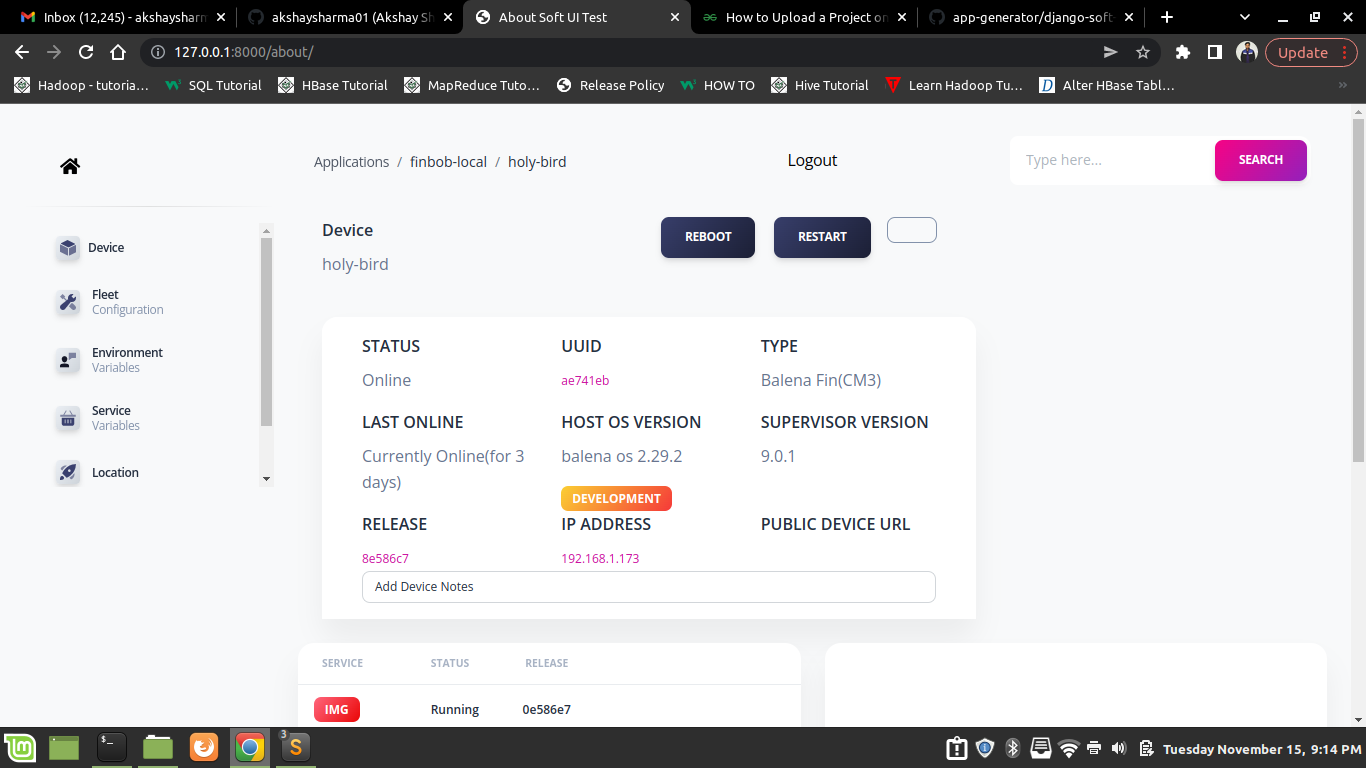 Inbox (12,245) - akshaysharm
akshaysharma01 (Akshay Sh
About Soft UI Test
How to Upload a Project on
app-generator/django-soft-
127.0.0.1:8000/about/
Update
Hadoop - tutoria...
SQL Tutorial
HBase Tutorial
MapReduce Tuto...
Release Policy
HOW TO
Hive Tutorial
Learn Hadoop Tu...
Alter HBase Tabl...
Applications / finbob-local / holy-bird
Logout
Type here...
SEARCH
Device
Fleet
Configuration
Environment
Variables
Service
Variables
Location
Device
holy-bird
REBOOT
RESTART
STATUS
UUID
TYPE
Online
ae741eb
Balena Fin(CM3)
LAST ONLINE
HOST OS VERSION
SUPERVISOR VERSION
Currently Online(for 3
days)
balena os 2.29.2
9.0.1
DEVELOPMENT
RELEASE
IP ADDRESS
PUBLIC DEVICE URL
8e586c7
192.168.1.173
Add Device Notes
SERVICE
STATUS
RELEASE
IMG
Running
0e586e7
3
Tuesday November 15, 9:14 PM